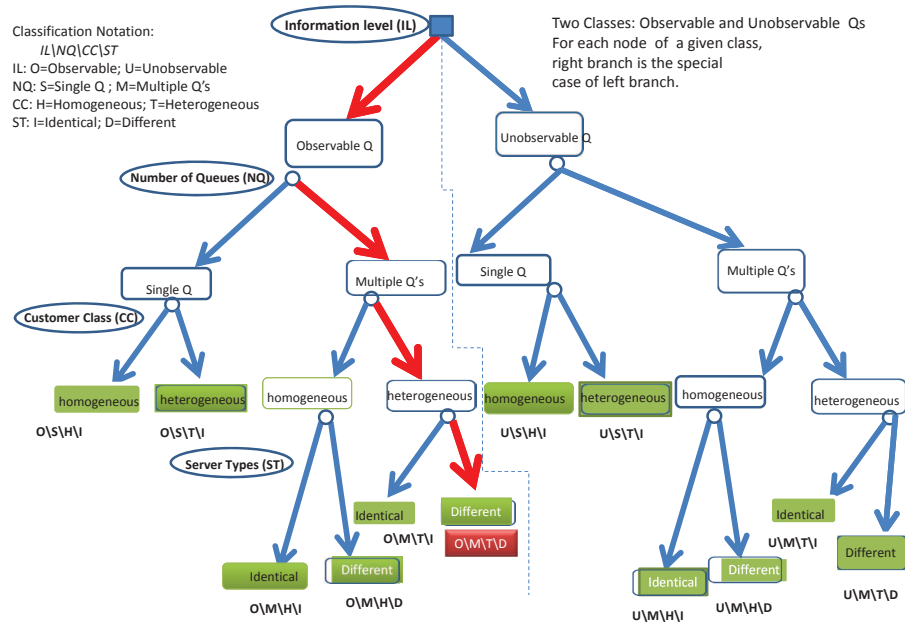 Classification Notation:
IL\NQ\CC\ST
IL: O=Observable; U=Unobservable
NQ: S=Single Q ; M=Multiple Q's
CC: H=Homogeneous; T=Heterogeneous
ST: I=Identical; D=Different
Information level (IL)
Two Classes: Observable and Unobservable Qs
For each node of a given class,
right branch is the special
case of left branch.
Observable Q
Unobservable Q
Number of Queues (NQ)
Single Q
Multiple Q's
Single Q
Multiple Q's
Customer Class (CC)
homogeneous
heterogeneous
homogeneous
heterogeneous
homogeneous
heterogeneous
homogeneous
heterogeneous
O\S\H\I
O\S\T\I
U\S\H\I
U\S\T\I
Server Types (ST)
Identical
Different
Identical
O\M\T\I
O\M\T\D
U\M\T\I
Different
Identical
Different
Identical
Different
O\M\H\I
O\M\H\D
U\M\H\I
U\M\H\D
U\M\T\D